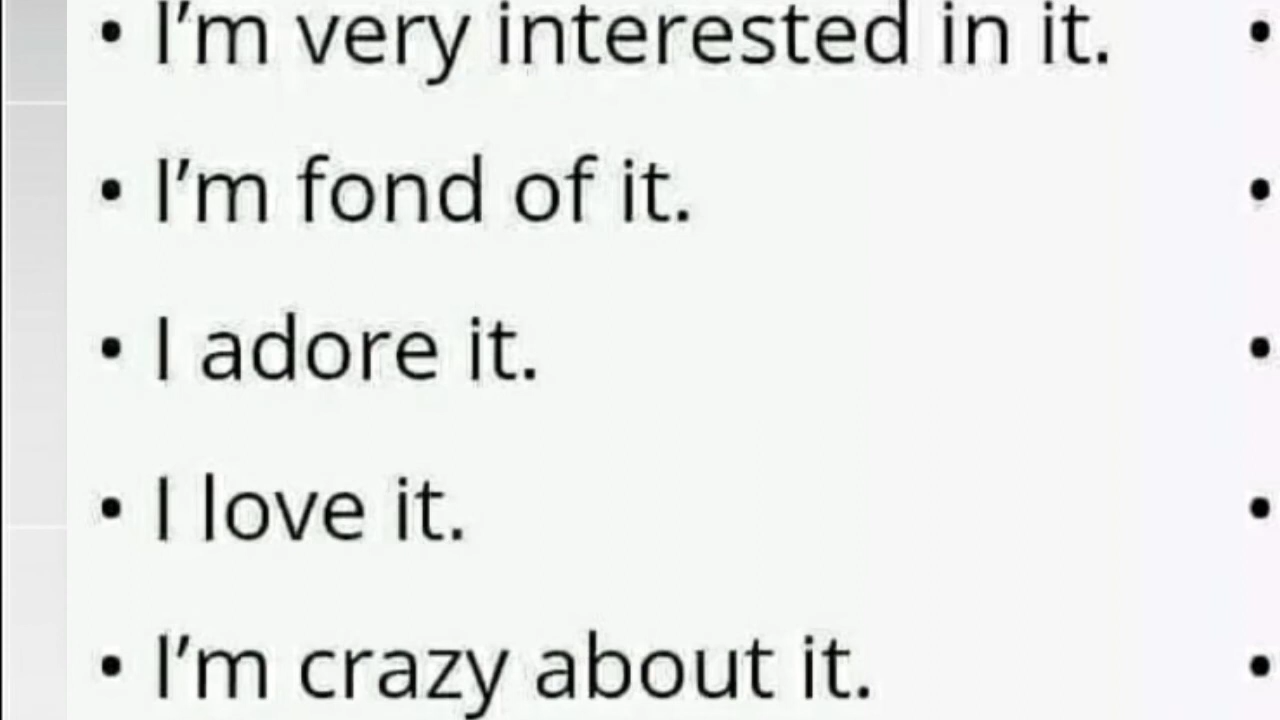 • I’m very interested in it.
• I’m fond of it.
• I adore it.
• I love it.
• I’m crazy about it.